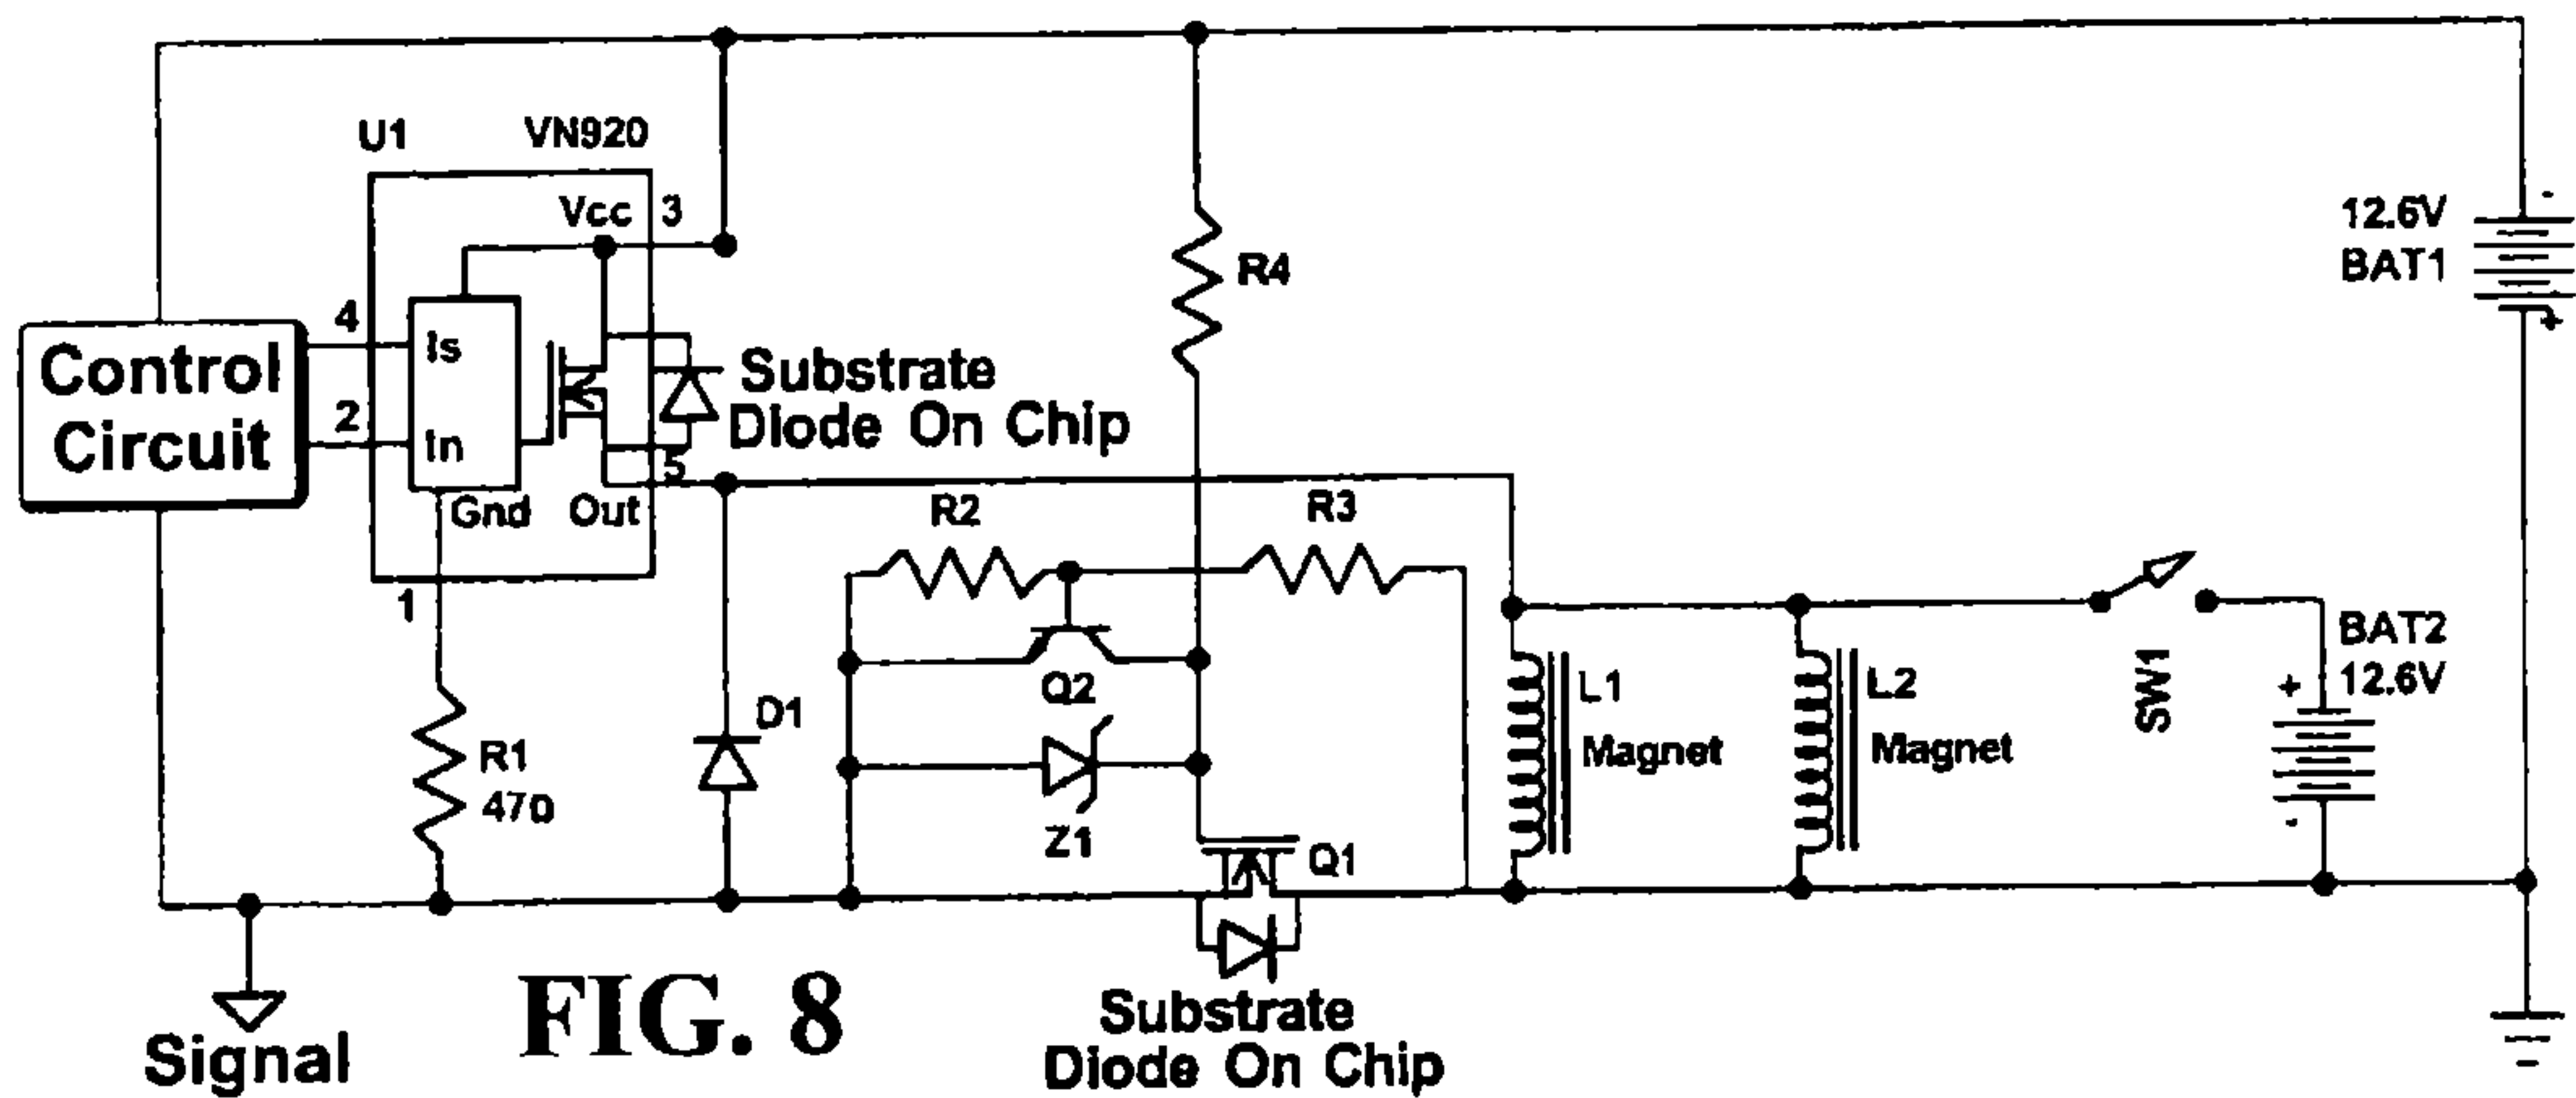 U1 VN920
Vcc 3
12.6V
BAT1
-
+
R4
4
Is
Control
Circuit
2
In
Substrate
Diode On Chip
5
Gnd Out
R2 R3
1
BAT2
12.6V
+
-
SW1
Q2
L1
Magnet
L2
Magnet
D1
R1
470
Z1
Q1
FIG. 8
Signal
Substrate
Diode On Chip